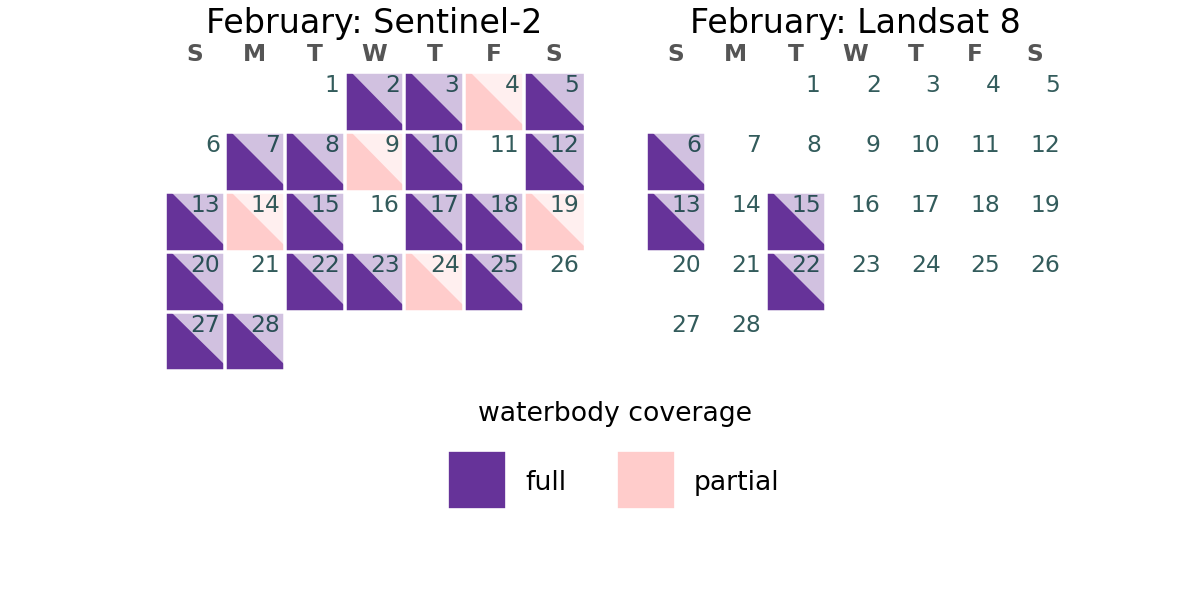 February: Sentinel-2
S M T W T F S
1 2 3 4 5
6 7 8 9 10 11 12
13 14 15 16 17 18 19
20 21 22 23 24 25 26
27 28
February: Landsat 8
S M T W T F S
1 2 3 4 5
6 7 8 9 10 11 12
13 14 15 16 17 18 19
20 21 22 23 24 25 26
27 28
waterbody coverage
full partial